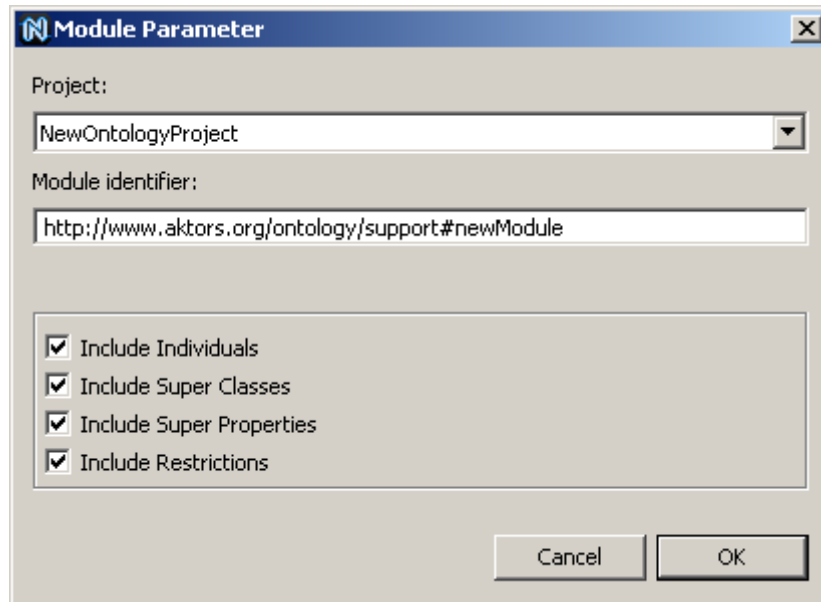 Module Parameter
Project:
NewOntologyProject
Module identifier:
http://www.aktors.org/ontology/support#newModule
Include Individuals
Include Super Classes
Include Super Properties
Include Restrictions
Cancel OK